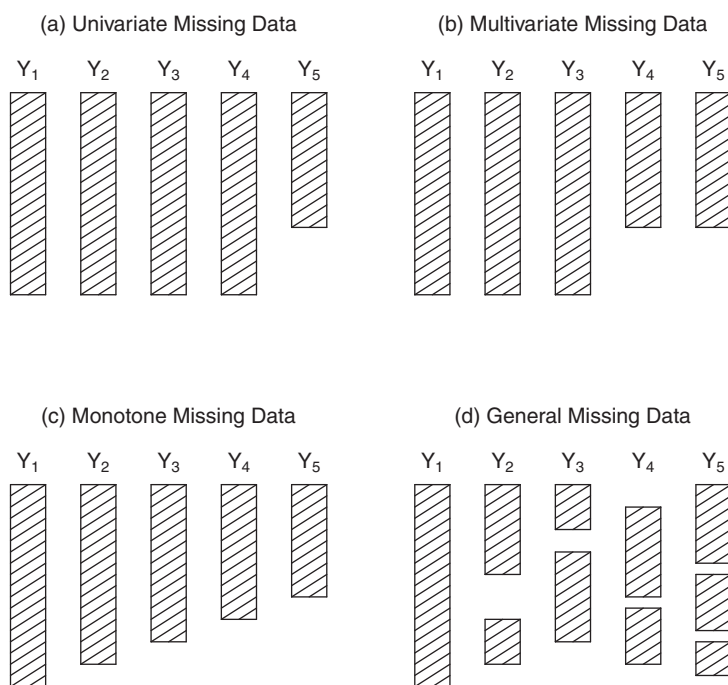 (a) Univariate Missing Data
Y₁ Y₂ Y₃ Y₄ Y₅
(b) Multivariate Missing Data
Y₁ Y₂ Y₃ Y₄ Y₅
(c) Monotone Missing Data
Y₁ Y₂ Y₃ Y₄ Y₅
(d) General Missing Data
Y₁ Y₂ Y₃ Y₄ Y₅